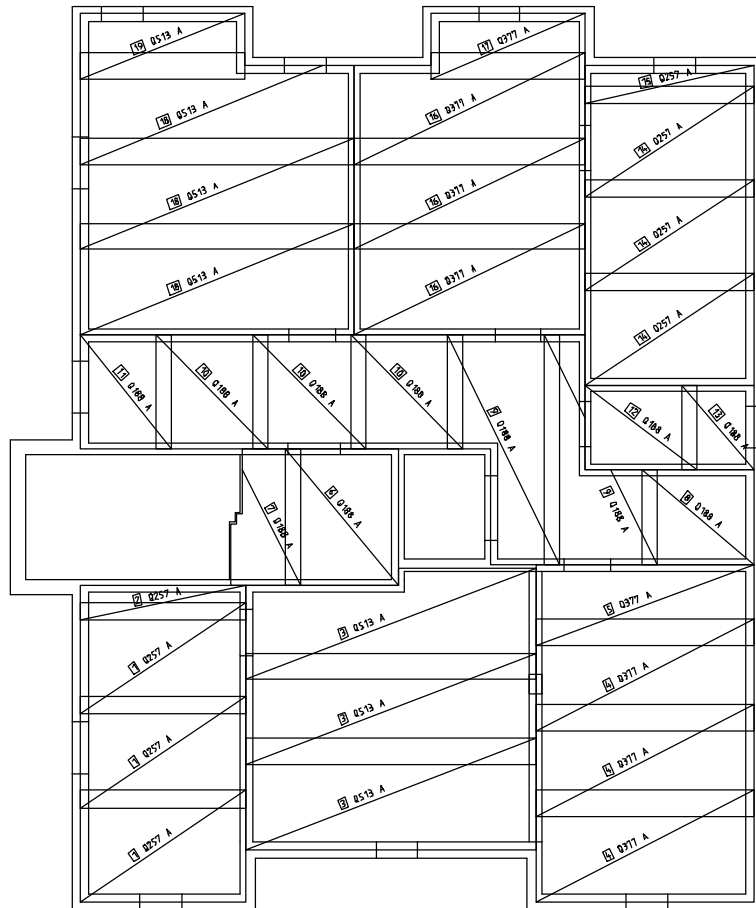 19 Q513 A
17 Q377 A
15 Q257 A
18 Q513 A
16 Q377 A
14 Q257 A
18 Q513 A
16 Q377 A
14 Q257 A
18 Q513 A
16 Q377 A
14 Q257 A
11 Q188 A
10 Q188 A
10 Q188 A
10 Q188 A
9 Q188 A
12 Q188 A
13 Q188 A
7 Q188 A
6 Q188 A
9 Q188 A
8 Q188 A
2 Q257 A
3 Q513 A
5 Q377 A
1 Q257 A
4 Q377 A
3 Q513 A
1 Q257 A
4 Q377 A
3 Q513 A
1 Q257 A
4 Q377 A